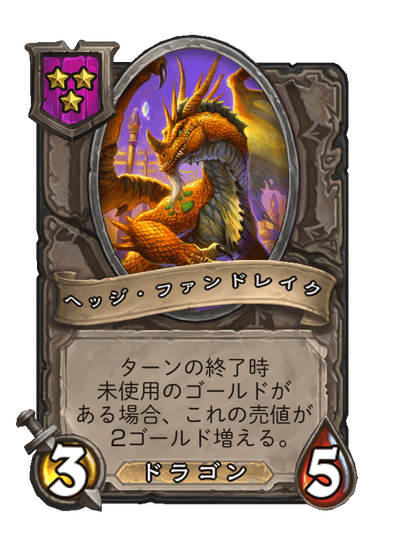 ヘッジ・ファンドレイク
ターンの終了時
未使用のゴールドが
ある場合、これの売値が
2ゴールド増える。
3
ドラゴン
5